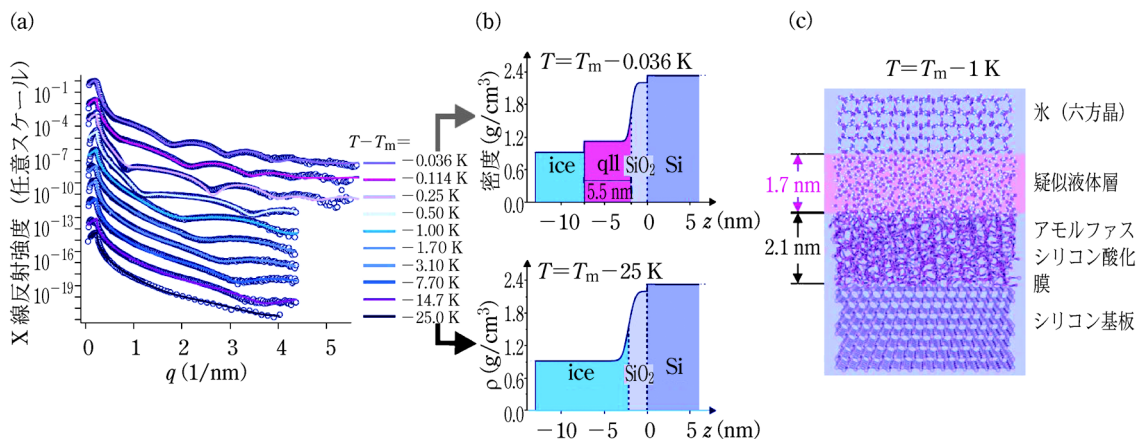 (a)
X 線反射強度 (任意スケール)
10⁻¹
10⁻⁴
10⁻⁷
10⁻¹⁰
10⁻¹³
10⁻¹⁶
10⁻¹⁹
0 1 2 3 4 5
q (1/nm)
T−Tm=
−0.036 K
−0.114 K
−0.25 K
−0.50 K
−1.00 K
−1.70 K
−3.10 K
−7.70 K
−14.7 K
−25.0 K
(b)
T=Tm−0.036 K
密度 (g/cm³)
2.4
1.2
0.6
0.0
ice qll SiO₂ Si
5.5 nm
−10 −5 0 5 z (nm)
T=Tm−25 K
ρ (g/cm³)
2.4
1.2
0.6
0.0
ice SiO₂ Si
−10 −5 0 5 z (nm)
(c)
T=Tm−1 K
氷（六方晶）
1.7 nm
疑似液体層
2.1 nm
アモルファス
シリコン酸化
膜
シリコン基板